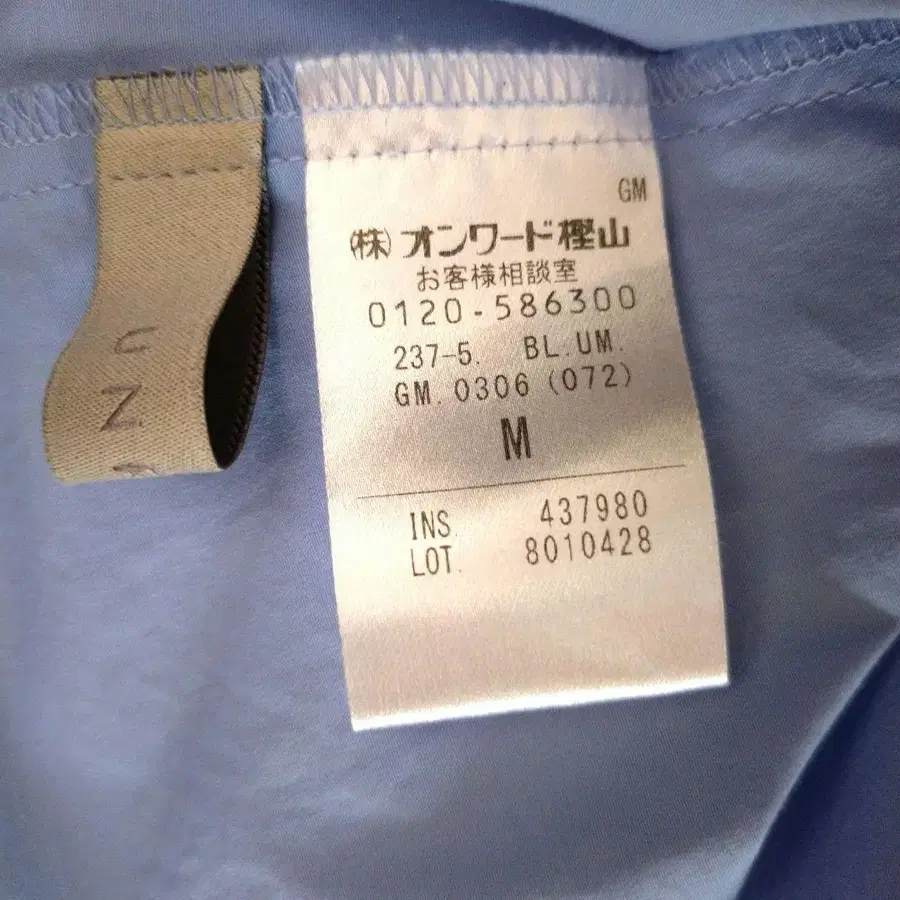 GM
㈱オンワード樫山
お客様相談室
0120-586300
237-5. BL.UM.
GM.0306(072)
M
INS. 437980
LOT. 8010428
U
N